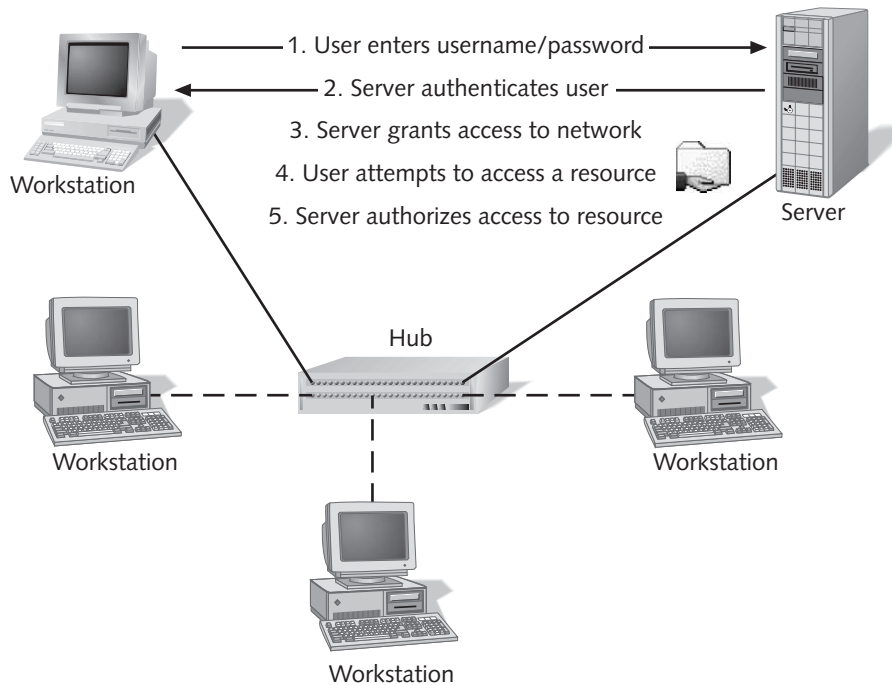 1. User enters username/password
2. Server authenticates user
3. Server grants access to network
4. User attempts to access a resource
5. Server authorizes access to resource
Workstation
Server
Hub
Workstation
Workstation
Workstation